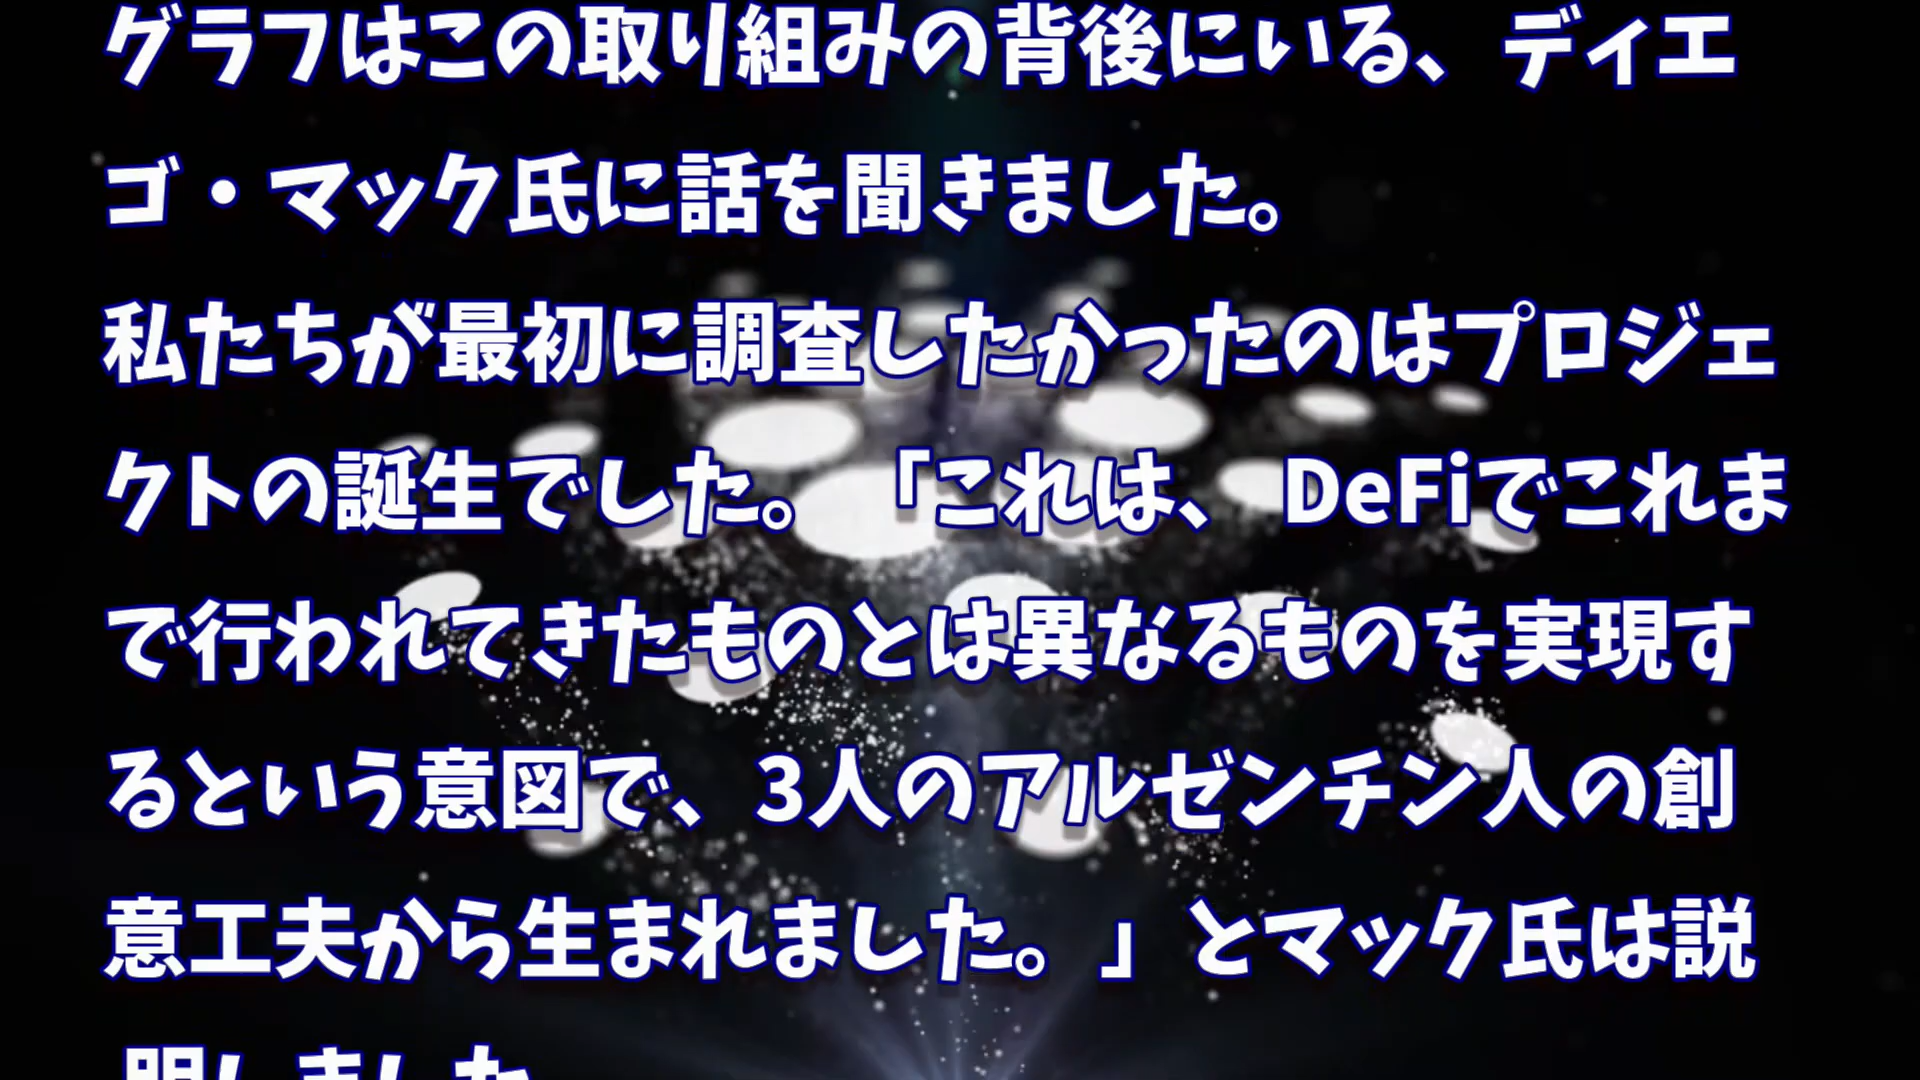 グラフはこの取り組みの背後にいる、ディエ
ゴ・マック氏に話を聞きました。
私たちが最初に調査したかったのはプロジェ
クトの誕生でした。「これは、DeFiでこれま
で行われてきたものとは異なるものを実現す
るという意図で、3人のアルゼンチン人の創
意工夫から生まれました。」とマック氏は説
明しました